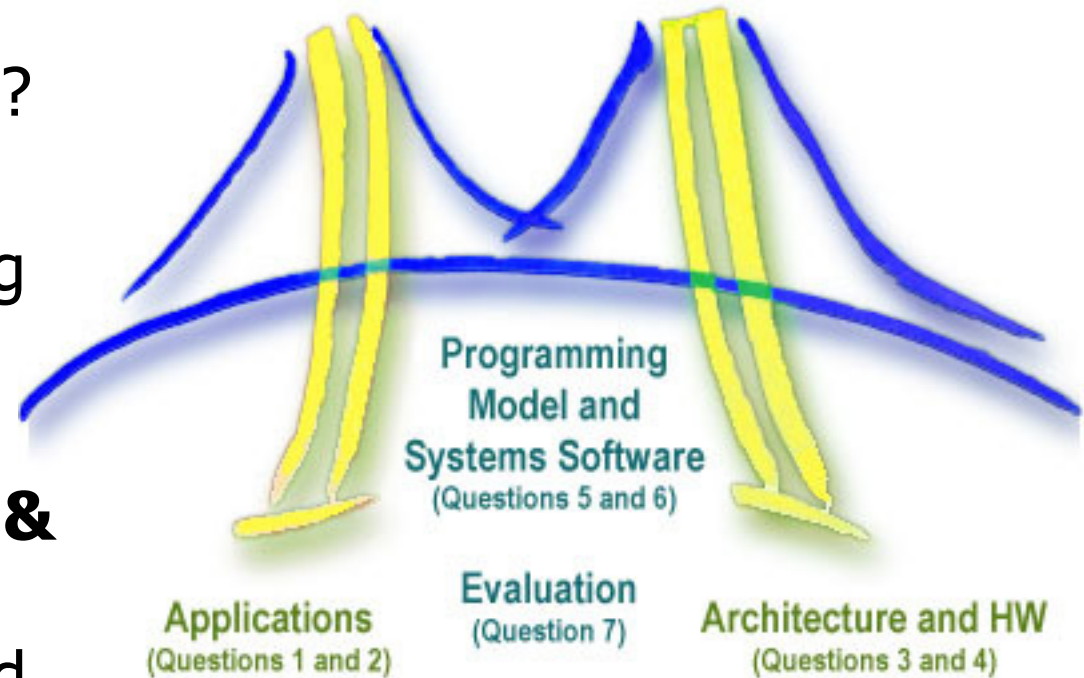 ?
g
&
d
Programming
Model and
Systems Software
(Questions 5 and 6)
Evaluation
(Question 7)
Applications
(Questions 1 and 2)
Architecture and HW
(Questions 3 and 4)